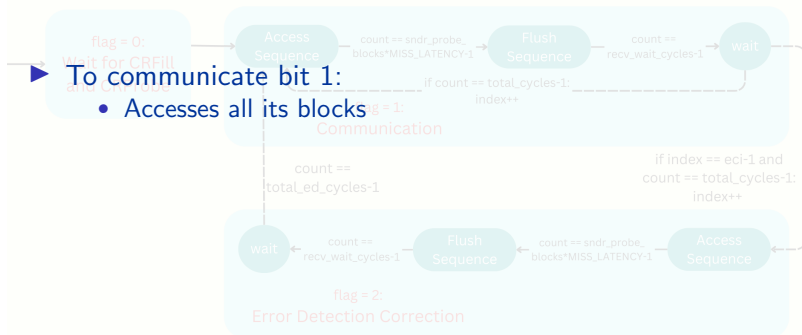 flag = 0:
Wait for CRFill
and CRProbe
Access
Sequence
count == sndr_probe_
blocks*MISS_LATENCY-1
Flush
Sequence
count ==
recv_wait_cycles-1
wait
To communicate bit 1:
Accesses all its blocks
if count == total_cycles-1:
index++
flag = 1:
Communication
count ==
total_ed_cycles-1
if index == eci-1 and
count == total_cycles-1:
index++
wait
count ==
recv_wait_cycles-1
Flush
Sequence
count == sndr_probe_
blocks*MISS_LATENCY-1
Access
Sequence
flag = 2:
Error Detection Correction